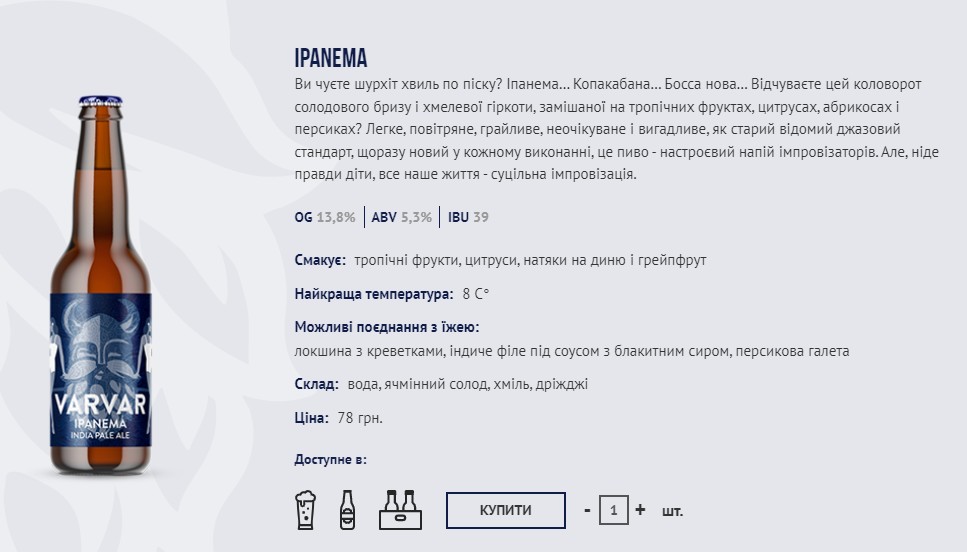 IPANEMA
Ви чуєте шурхіт хвиль по піску? Іпанема... Копакабана... Босса нова... Відчуваєте цей коловорот
солодового бризу і хмелевої гіркоти, замішаної на тропічних фруктах, цитрусах, абрикосах і
персиках? Легке, повітряне, грайливе, неочікуване і вигадливе, як старий відомий джазовий
стандарт, щоразу новий у кожному виконанні, це пиво - настроєвий напій імпровізаторів. Але, ніде
правди діти, все наше життя - суцільна імпровізація.
OG 13,8% | ABV 5,3% | IBU 39
Смакує: тропічні фрукти, цитруси, натяки на диню і грейпфрут
Найкраща температура: 8 С°
Можливі поєднання з їжею:
локшина з креветками, індиче філе під соусом з блакитним сиром, персикова галета
Склад: вода, ячмінний солод, хміль, дріжджі
Ціна: 78 грн.
Доступне в:
КУПИТИ - 1 + шт.
VARVAR
IPANEMA
INDIA PALE ALE